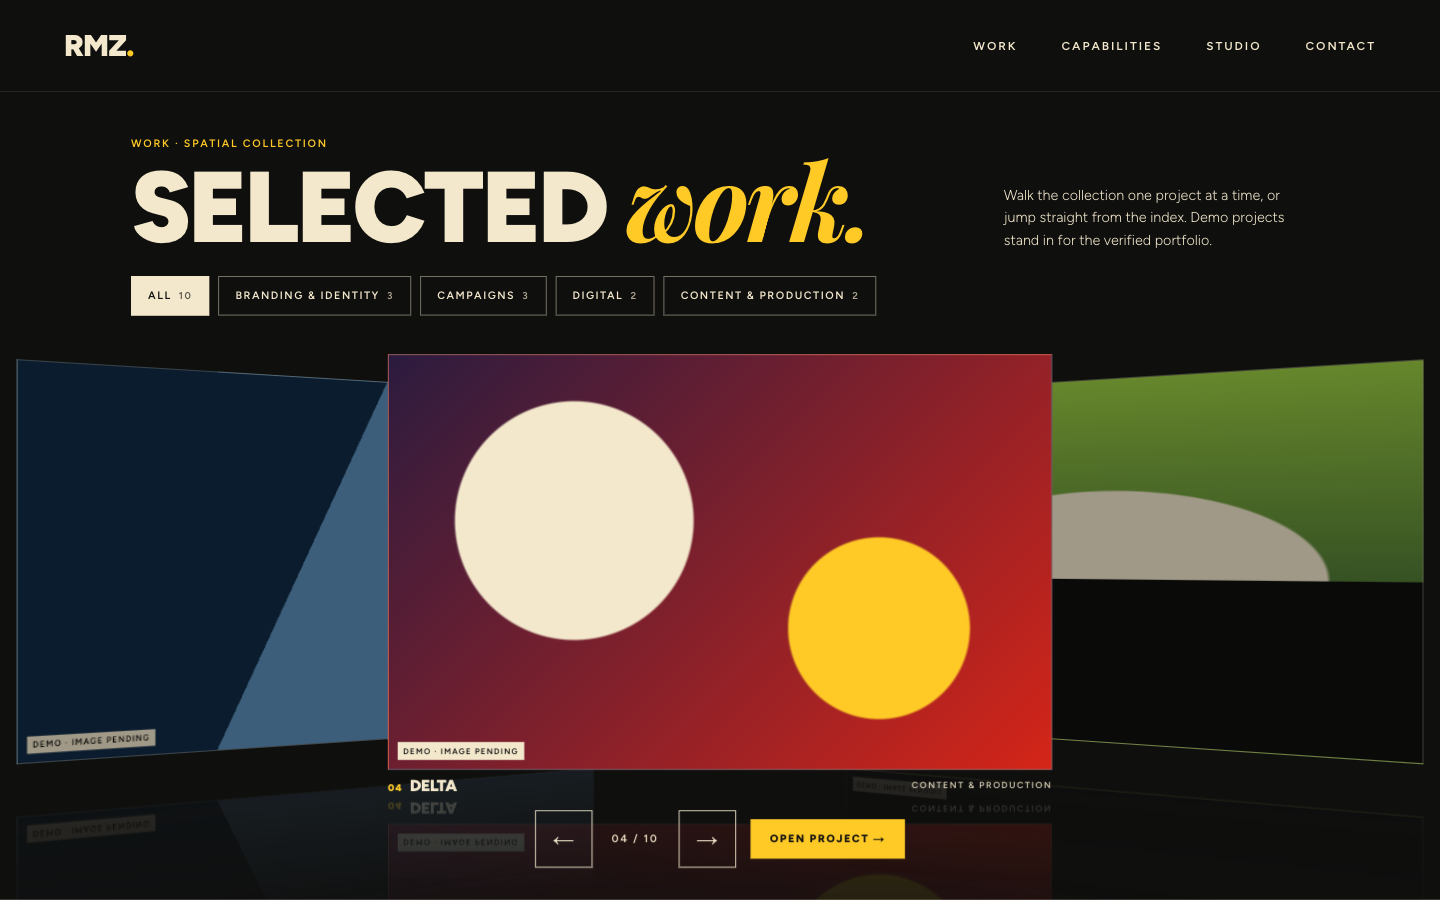 RMZ.
WORK CAPABILITIES STUDIO CONTACT
WORK · SPATIAL COLLECTION
SELECTED work.
Walk the collection one project at a time, or
jump straight from the index. Demo projects
stand in for the verified portfolio.
ALL 10 BRANDING & IDENTITY 3 CAMPAIGNS 3 DIGITAL 2 CONTENT & PRODUCTION 2
DEMO · IMAGE PENDING
DEMO · IMAGE PENDING
04 DELTA CONTENT & PRODUCTION
← 04 / 10 → OPEN PROJECT →